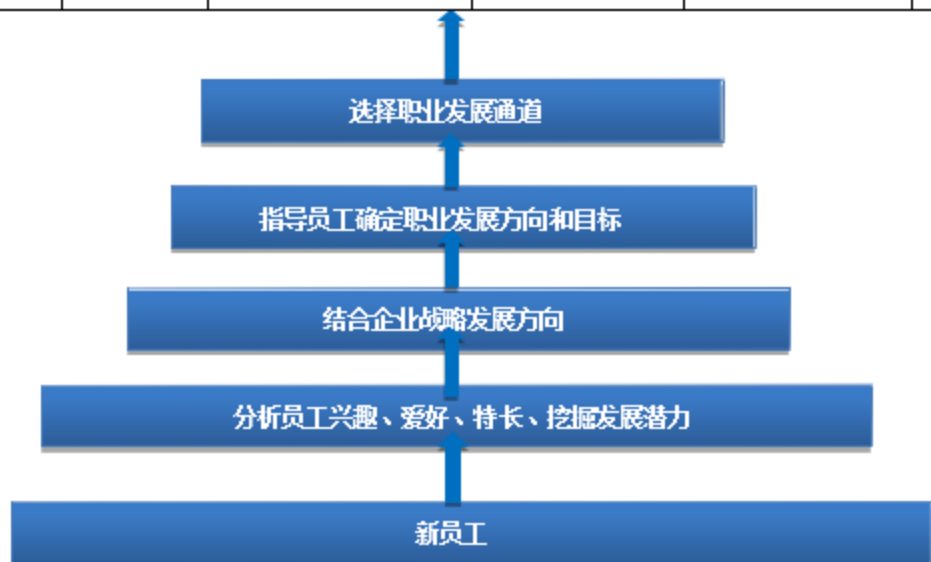 选择职业发展通道
指导员工确定职业发展方向和目标
结合企业战略发展方向
分析员工兴趣、爱好、特长、挖掘发展潜力
新员工